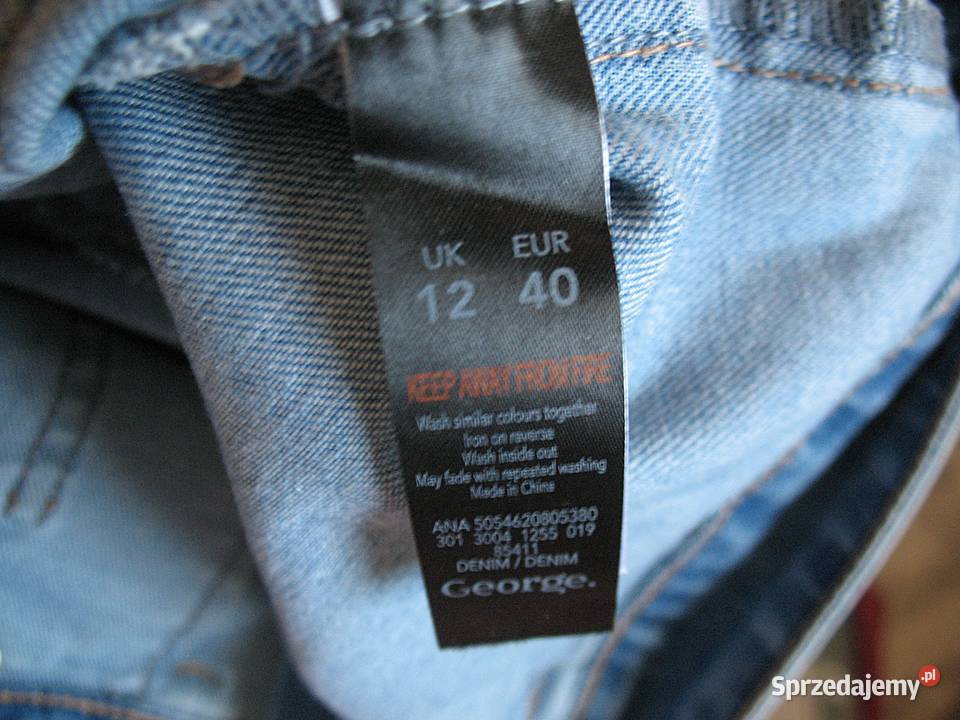 UK EUR
12 40
KEEP AWAY FROM FIRE
Wash similar colours together
Iron on reverse
Wash inside out
May fade with repeated washing
Made in China
ANA 5054620805380
301 3004 1255 019
85411
DENIM / DENIM
George.
Sprzedajemy.pl